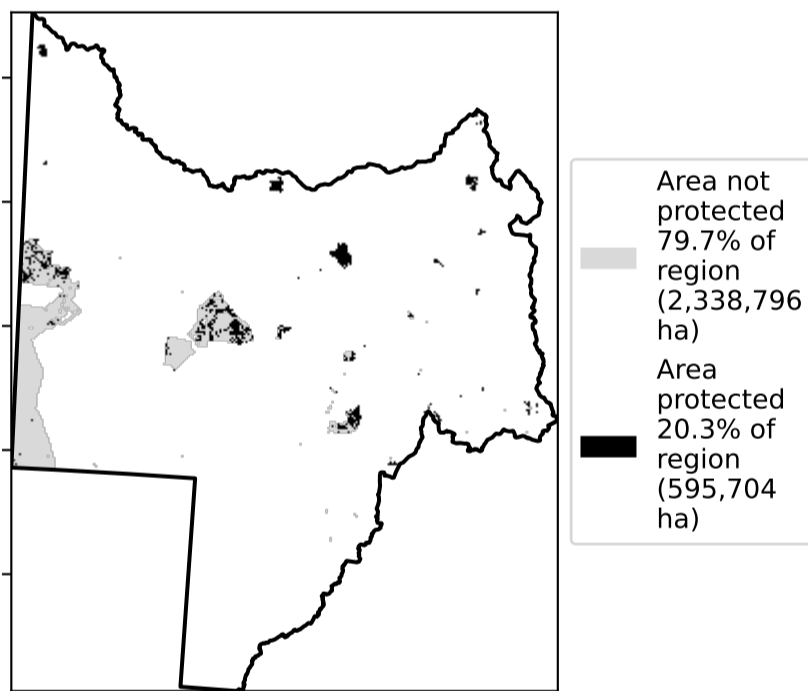 Area not
protected
79.7% of
region
(2,338,796
ha)
Area
protected
20.3% of
region
(595,704
ha)